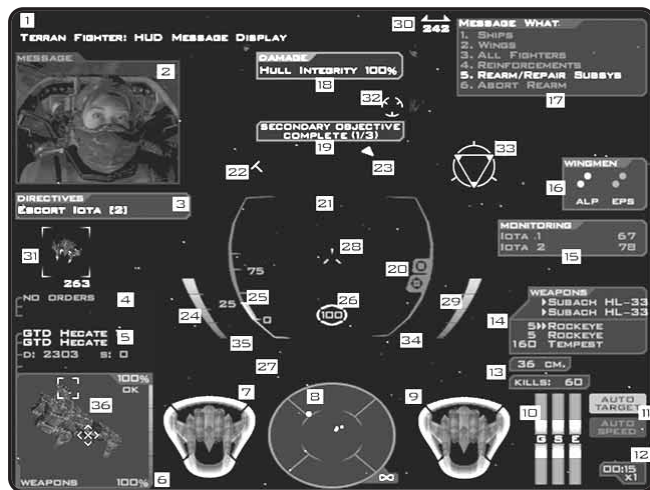 1
TERRAN FIGHTER: HUD MESSAGE DISPLAY
30
242
MESSAGE WHAT
1. SHIPS
2. WINGS
3. ALL FIGHTERS
4. REINFORCEMENTS
5. REARM/REPAIR SUBSYS
6. ABORT REARM
17
MESSAGE
2
DAMAGE
HULL INTEGRITY 100%
18
32
SECONDARY OBJECTIVE
COMPLETE (1/3)
19
22
23
33
WINGMEN
16
ALP EPS
DIRECTIVES
ESCORT IOTA [2]
3
21
MONITORING
IOTA 1 67
IOTA 2 78
15
31
263
28
20
75
25
25
0
26
100
24
29
35
34
27
NO ORDERS
4
GTD HECATE
GTD HECATE
5
D: 2303 S: 0
WEAPONS
SUBACH HL-33
SUBACH HL-33
14
5 ROCKEYE
5 ROCKEYE
160 TEMPEST
13
36 CM.
KILLS: 60
100%
OK
36
WEAPONS 100%
6
7
8
∞
9
10
G S E
AUTO
TARGET
11
AUTO
SPEED
12
00:15
X1